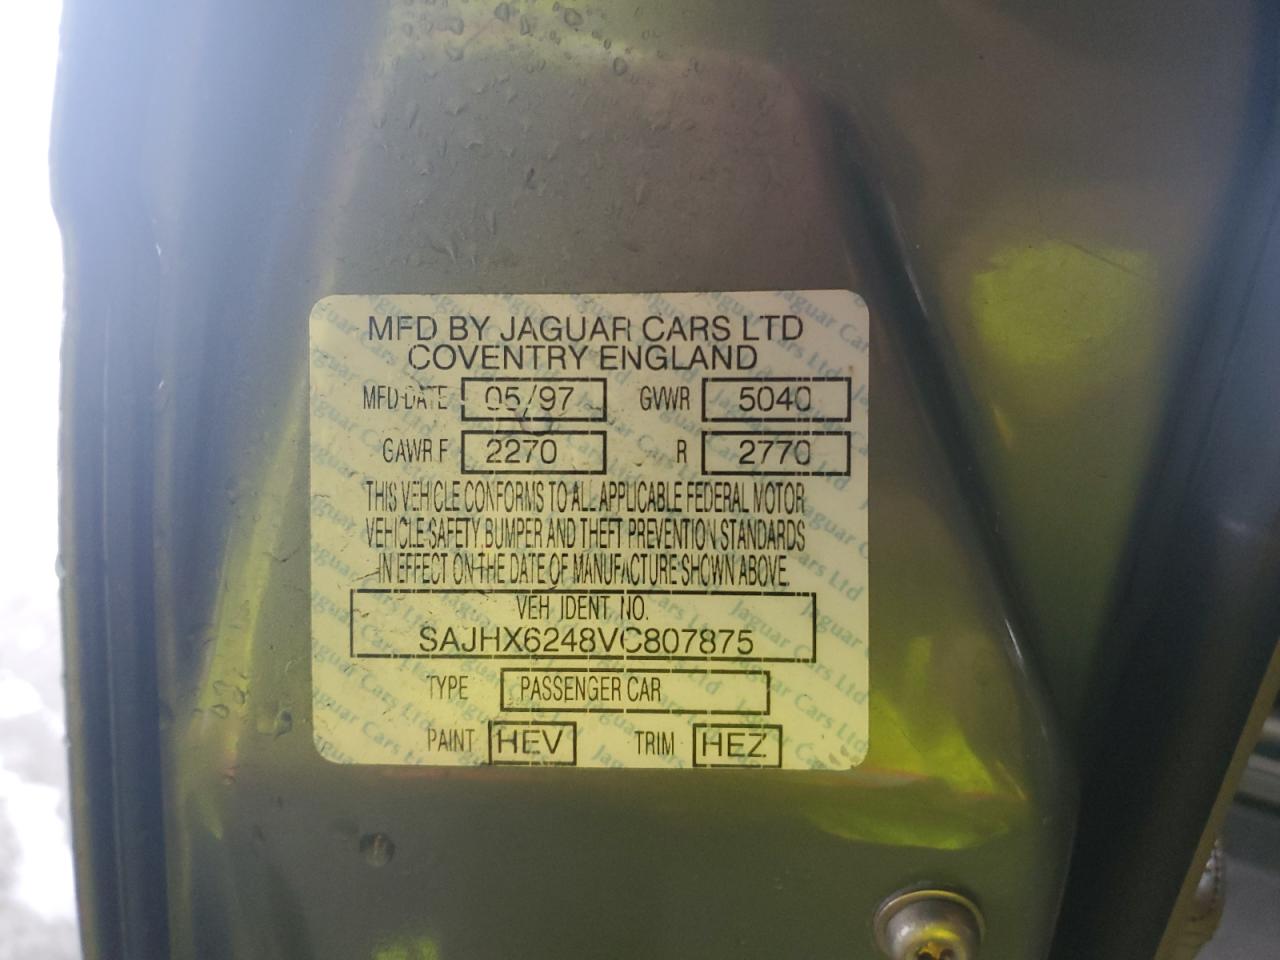 MFD BY JAGUAR CARS LTD
COVENTRY ENGLAND
MFD DATE 05/97 GVWR 5040
GAWR F 2270 R 2770
THIS VEHICLE CONFORMS TO ALL APPLICABLE FEDERAL MOTOR
VEHICLE SAFETY BUMPER AND THEFT PREVENTION STANDARDS
IN EFFECT ON THE DATE OF MANUFACTURE SHOWN ABOVE.
VEH IDENT NO.
SAJHX6248VC807875
TYPE PASSENGER CAR
PAINT HEV TRIM HEZ